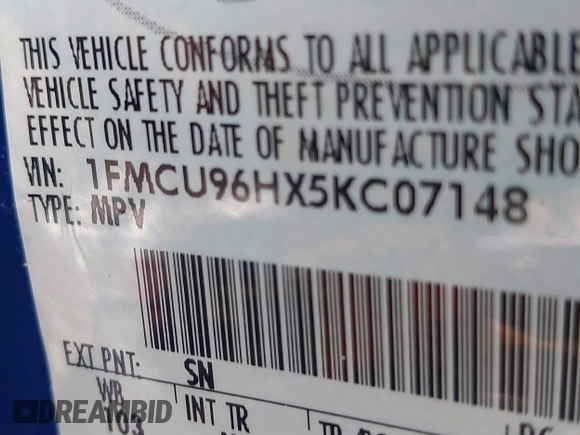 THIS VEHICLE CONFORMS TO ALL APPLICABLE
VEHICLE SAFETY AND THEFT PREVENTION STA
EFFECT ON THE DATE OF MANUFACTURE SHO
VIN: 1FMCU96HX5KC07148
TYPE: MPV
EXT PNT: SN
WB INT TR
103
DREAMBID